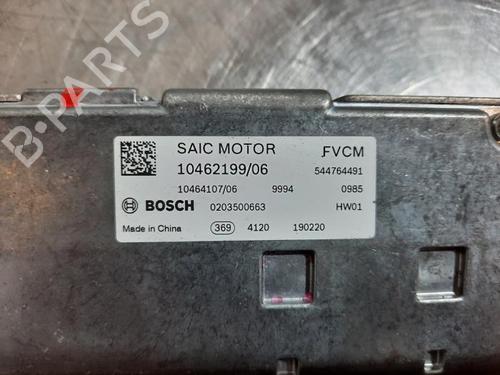 B-PARTS
SAIC MOTOR FVCM
10462199/06 544764491
10464107/06 9994 0985
BOSCH 0203500663 HW01
Made in China 369 4120 190220